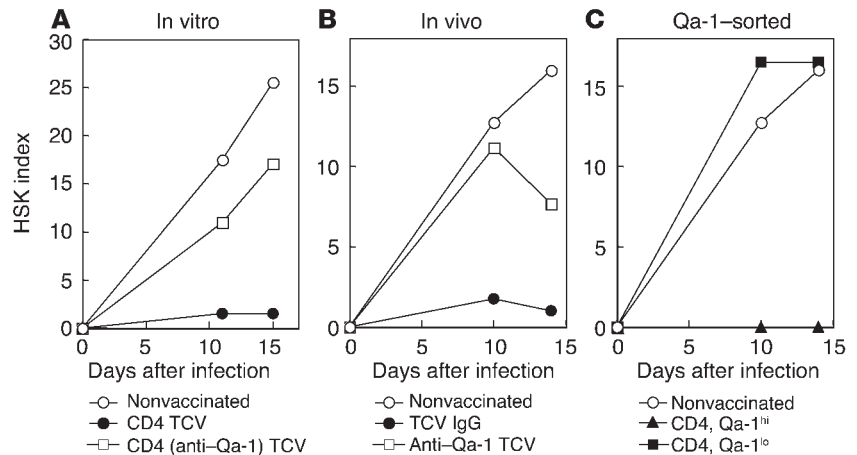 A In vitro
30
25
20
15
10
5
0
HSK index
0 5 10 15
Days after infection
Nonvaccinated
CD4 TCV
CD4 (anti–Qa-1) TCV
B In vivo
15
10
5
0
0 5 10 15
Days after infection
Nonvaccinated
TCV IgG
Anti–Qa-1 TCV
C Qa-1–sorted
15
10
5
0
0 5 10 15
Days after infection
Nonvaccinated
CD4, Qa-1hi
CD4, Qa-1lo